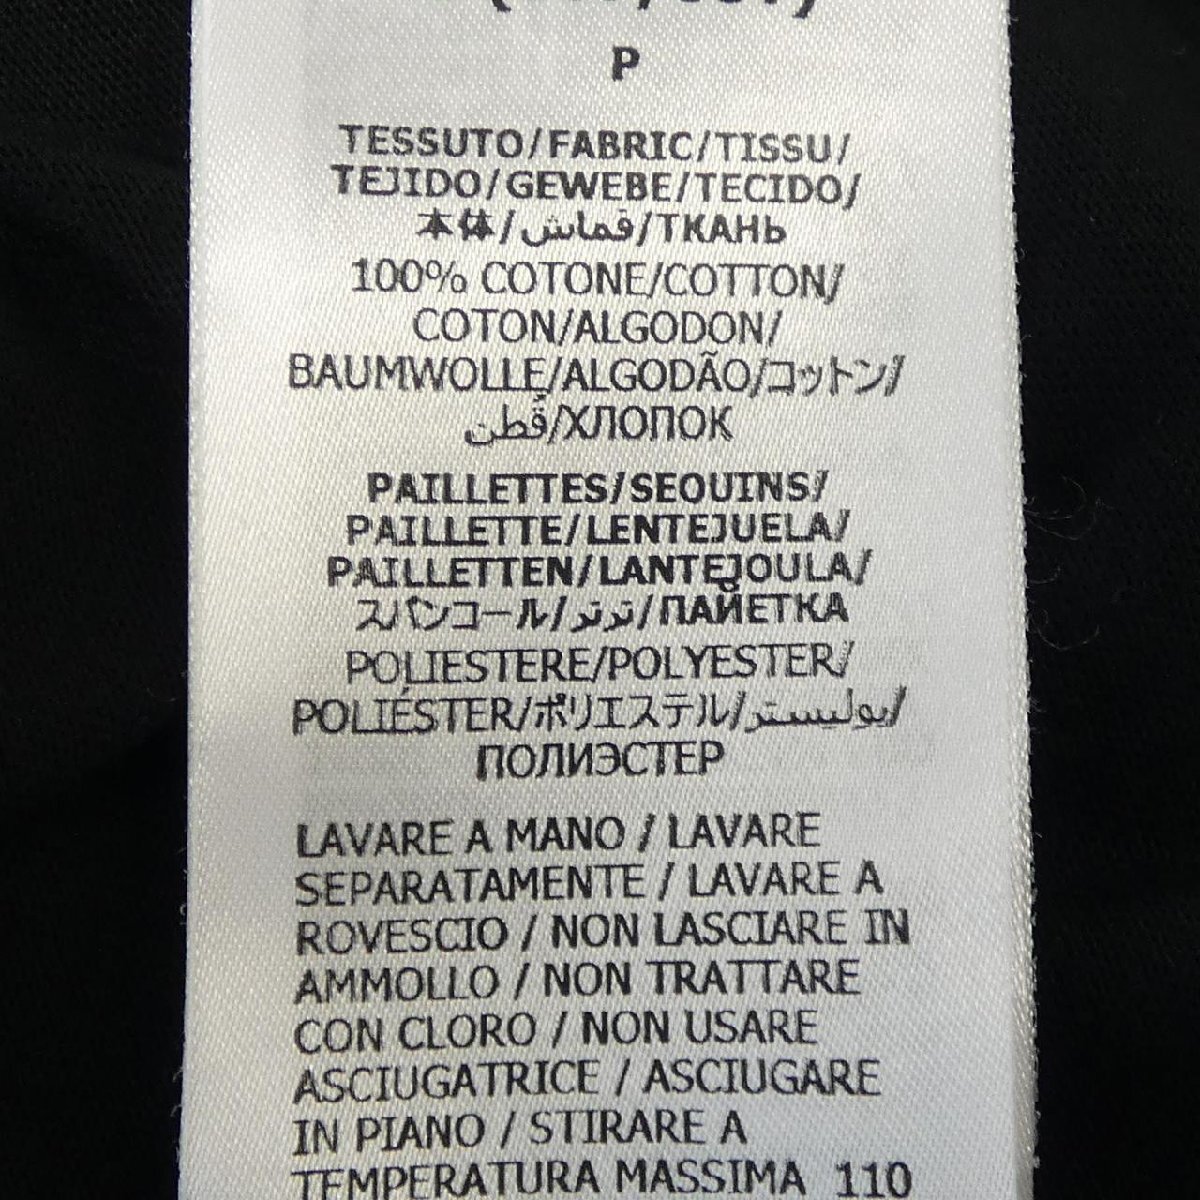 P
TESSUTO/FABRIC/TISSU/
TEJIDO/GEWEBE/TECIDO/
本体/قماش/ТКАНЬ
100% COTONE/COTTON/
COTON/ALGODON/
BAUMWOLLE/ALGODÃO/コットン/
قُطن/ХЛОПОК
PAILLETTES/SEQUINS/
PAILLETTE/LENTEJUELA/
PAILLETTEN/LANTEJOULA/
スパンコール/ترتر/ПАЙЕТКА
POLIESTERE/POLYESTER/
POLIÉSTER/ポリエステル/بوليستر/
ПОЛИЭСТЕР
LAVARE A MANO / LAVARE
SEPARATAMENTE / LAVARE A
ROVESCIO / NON LASCIARE IN
AMMOLLO / NON TRATTARE
CON CLORO / NON USARE
ASCIUGATRICE / ASCIUGARE
IN PIANO / STIRARE A
TEMPERATURA MASSIMA 110